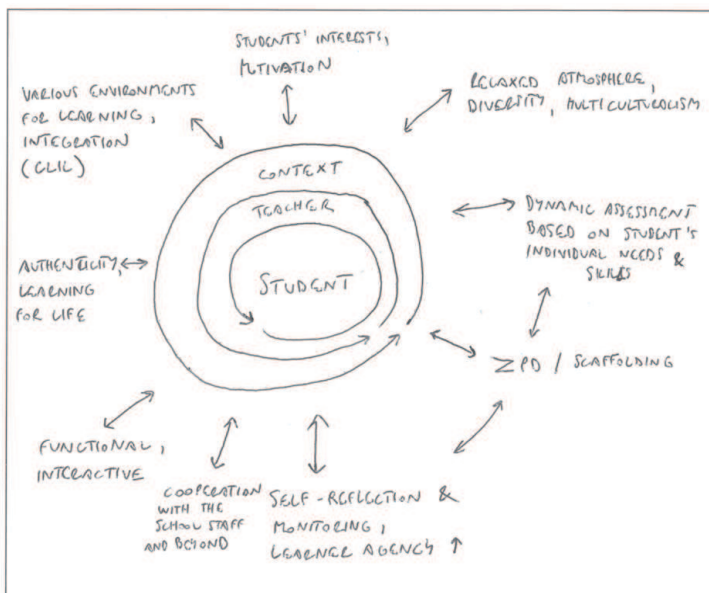 STUDENTS' INTERESTS,
MOTIVATION
VARIOUS ENVIRONMENTS
FOR LEARNING,
INTEGRATION
(CLIL)
RELAXED ATMOSPHERE,
DIVERSITY, MULTICULTURALISM
CONTEXT
TEACHER
STUDENT
DYNAMIC ASSESSMENT
BASED ON STUDENT'S
INDIVIDUAL NEEDS &
SKILLS
AUTHENTICITY,
LEARNING
FOR LIFE
ZPD / SCAFFOLDING
FUNCTIONAL,
INTERACTIVE
COOPERATION
WITH THE
SCHOOL STAFF
AND BEYOND
SELF-REFLECTION &
MONITORING,
LEARNER AGENCY ↑